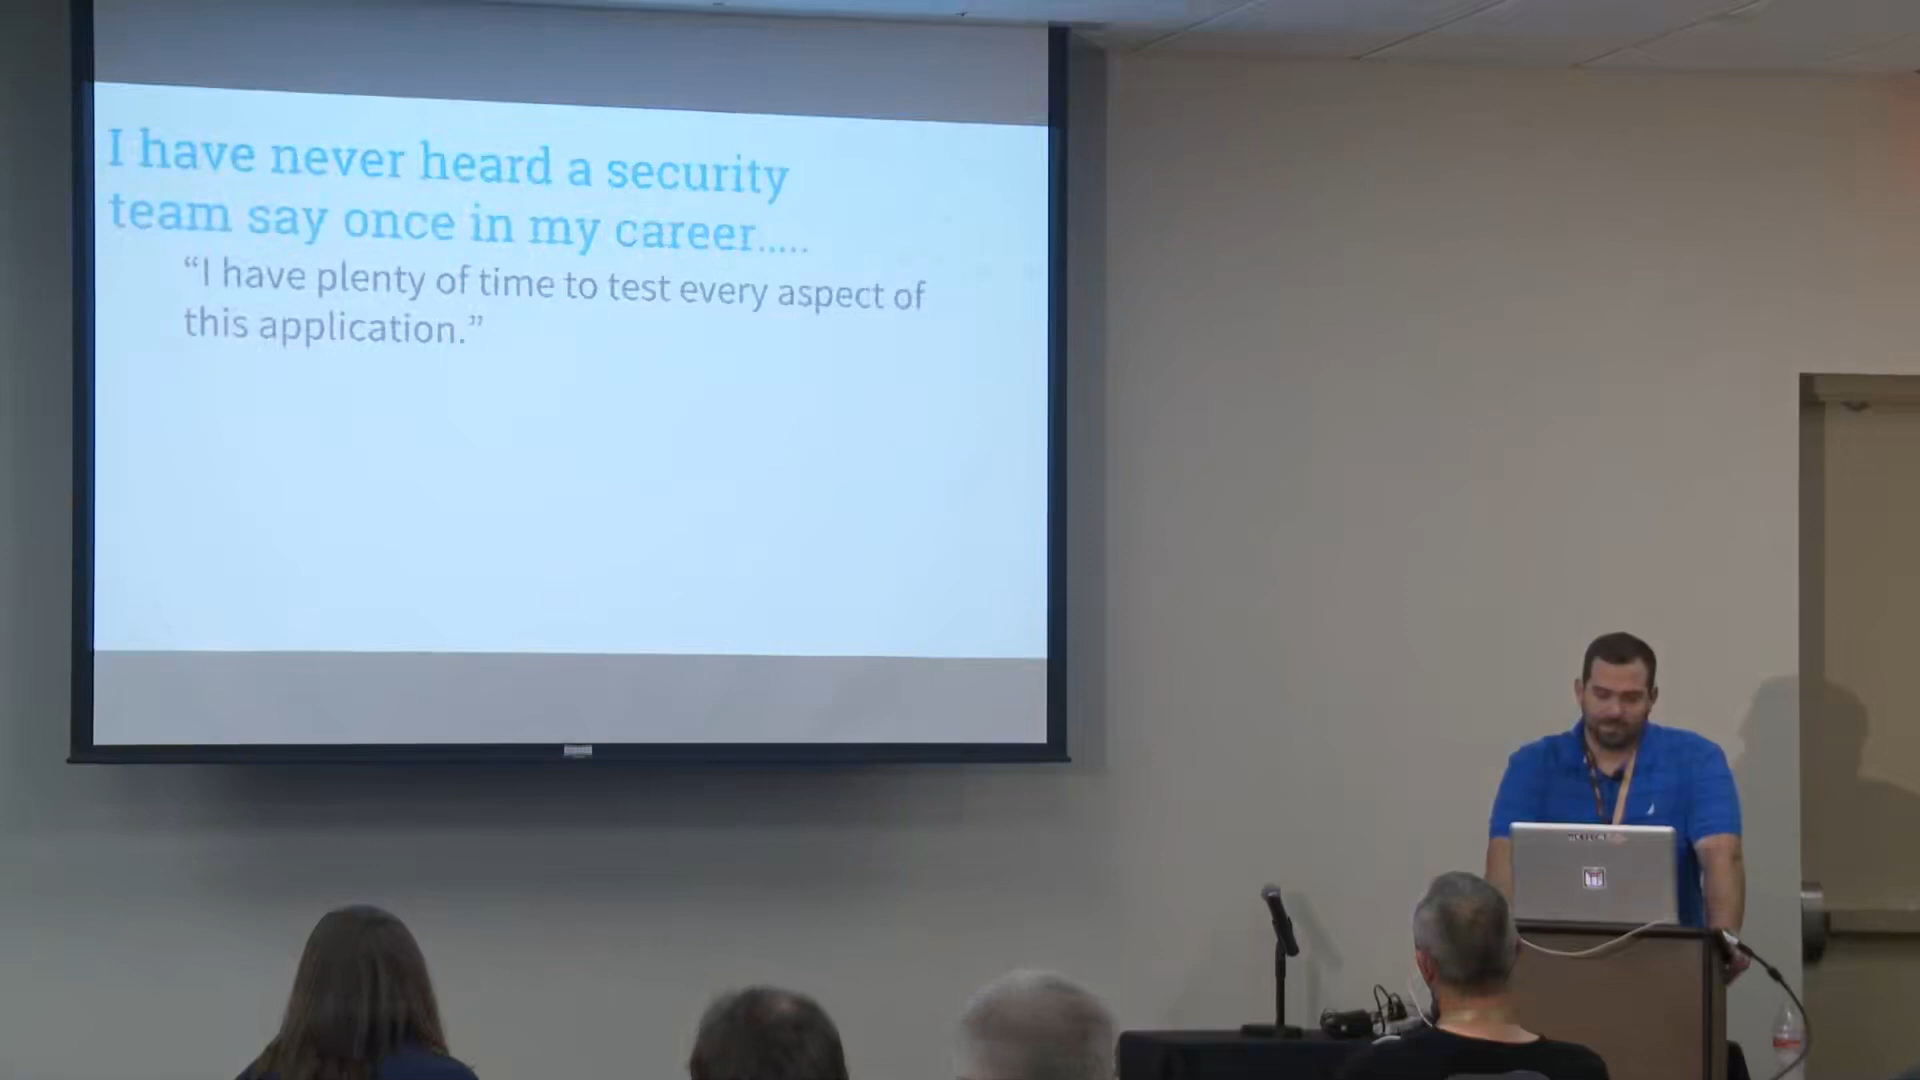 I have never heard a security
team say once in my career.....
“I have plenty of time to test every aspect of
this application.”